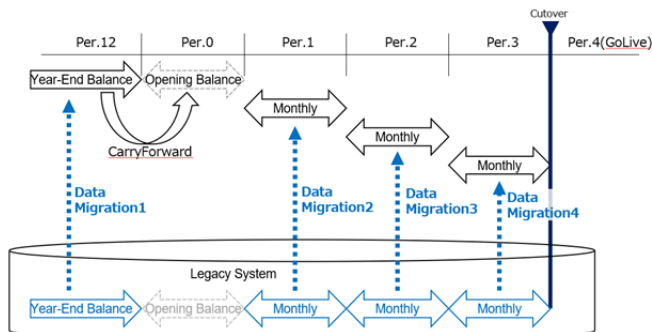 Cutover
Per.12
Per.0
Per.1
Per.2
Per.3
Per.4(GoLive)
Year-End Balance
Opening Balance
Monthly
Monthly
Monthly
CarryForward
Data
Migration1
Data
Migration2
Data
Migration3
Data
Migration4
Legacy System
Year-End Balance
Opening Balance
Monthly
Monthly
Monthly